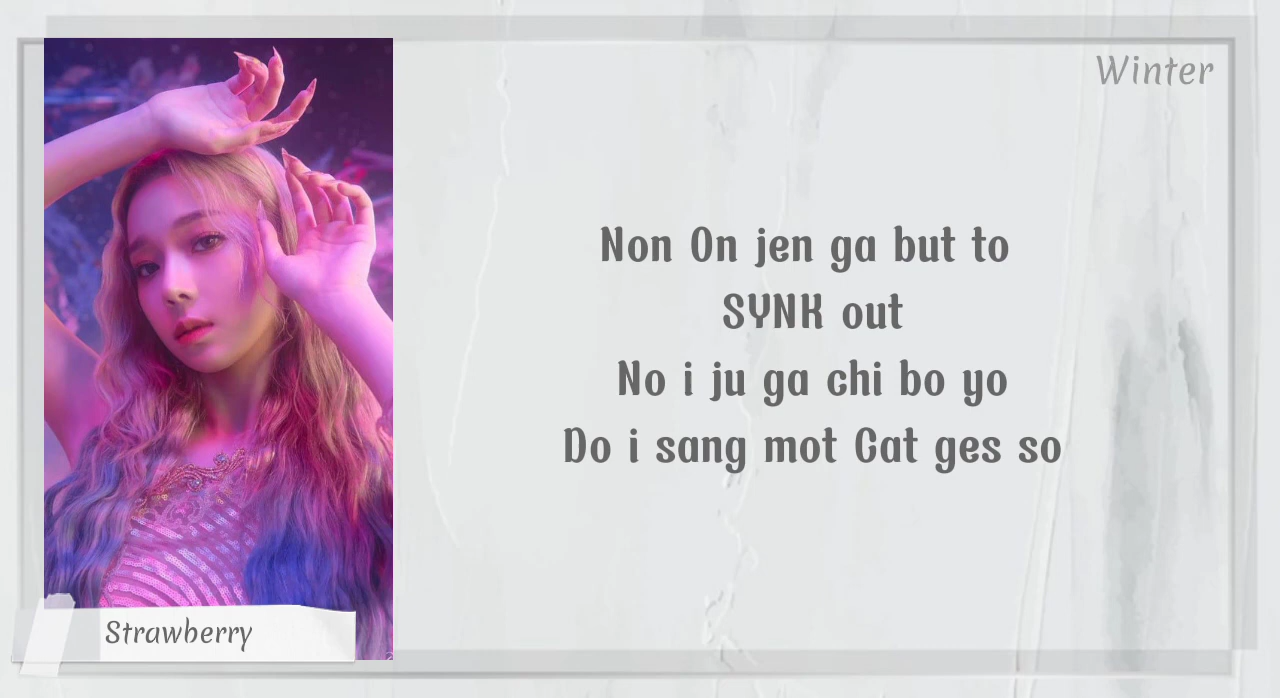 Winter
Non On jen ga but to
SYNK out
No i ju ga chi bo yo
Do i sang mot Cat ges so
Strawberry